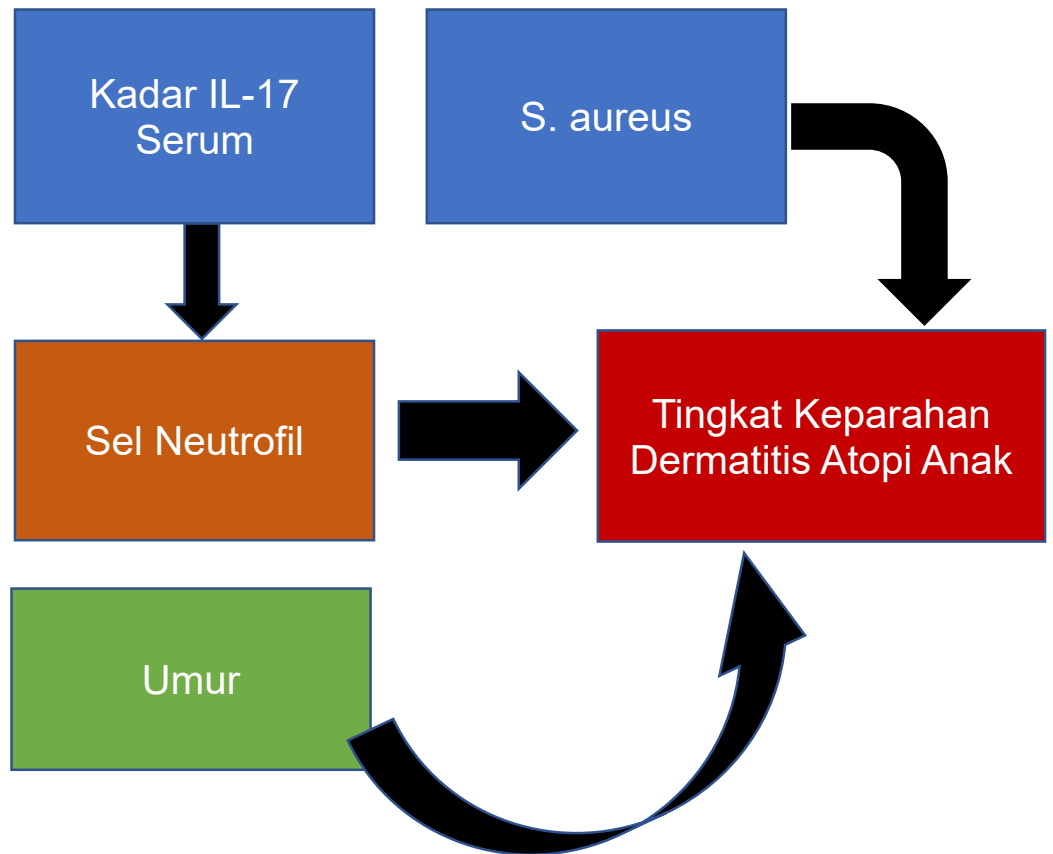 Kadar IL-17
Serum
S. aureus
Sel Neutrofil
Tingkat Keparahan
Dermatitis Atopi Anak
Umur